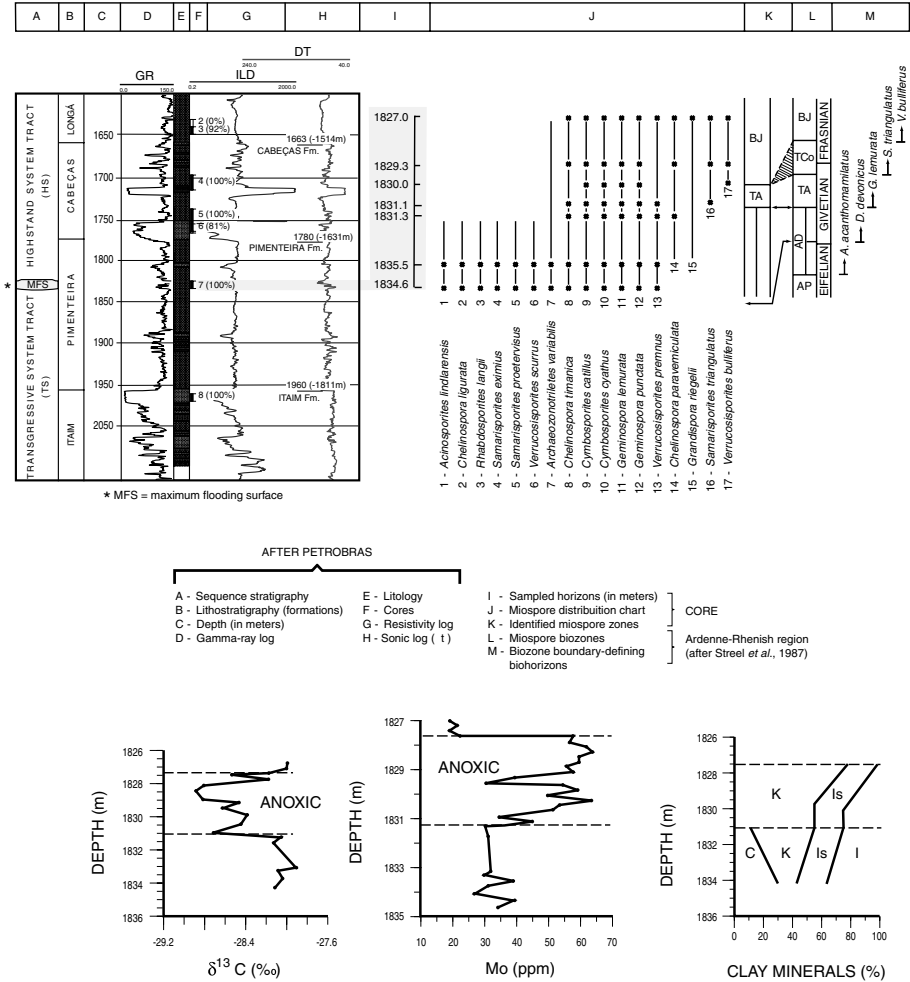 A B C D E F G H I J K L M
DT
240.0 40.0
GR ILD
0.0 150.0 0.2 2000.0
HIGHSTAND SYSTEM TRACT
(HS)
MFS
*
TRANSGRESSIVE SYSTEM TRACT
(TS)
LONGÁ
CABEÇAS
PIMENTEIRA
ITAIM
1650
1700
1750
1800
1850
1900
1950
2050
2 (0%)
3 (92%)
4 (100%)
5 (100%)
6 (81%)
7 (100%)
8 (100%)
1663 (-1514m)
CABEÇAS Fm.
1780 (-1631m)
PIMENTEIRA Fm.
1960 (-1811m)
ITAIM Fm.
1827.0
1829.3
1830.0
1831.1
1831.3
1835.5
1834.6
1 - Acinosporites lindlarensis
2 - Chelinospora ligurata
3 - Rhabdosporites langii
4 - Samarisporites eximius
5 - Samarisporites proetervisus
6 - Verrucosisporites scurrus
7 - Archaeozonotriletes variabilis
8 - Chelinospora timanica
9 - Cymbosporites catillus
10 - Cymbosporites cyathus
11 - Geminospora lemurata
12 - Geminospora punctata
13 - Verrucosisporites premnus
14 - Chelinospora paravermiculata
15 - Grandispora riegelii
16 - Samarisporites triangulatus
17 - Verrucosisporites bulliferus
14
15
16
17
BJ
TA
BJ
TCo
TA
AD
AP
FRASNIAN
GIVETIAN
EIFELIAN
A. acanthomamilatus
D. devonicus
G. lemurata
S. triangulatus
V. bulliferus
* MFS = maximum flooding surface
AFTER PETROBRAS
A - Sequence stratigraphy
B - Lithostratigraphy (formations)
C - Depth (in meters)
D - Gamma-ray log
E - Litology
F - Cores
G - Resistivity log
H - Sonic log ( t)
I - Sampled horizons (in meters)
J - Miospore distribuition chart
K - Identified miospore zones
CORE
L - Miospore biozones
M - Biozone boundary-defining
biohorizons
Ardenne-Rhenish region
(after Streel et al., 1987)
DEPTH (m)
1826
1828
1830
1832
1834
1836
ANOXIC
-29.2 -28.4 -27.6
δ13 C (‰)
DEPTH (m)
1827
1829
1831
1833
1835
ANOXIC
10 20 30 40 50 60 70
Mo (ppm)
DEPTH (m)
1826
1828
1830
1832
1834
1836
K Is
C K Is I
0 20 40 60 80 100
CLAY MINERALS (%)